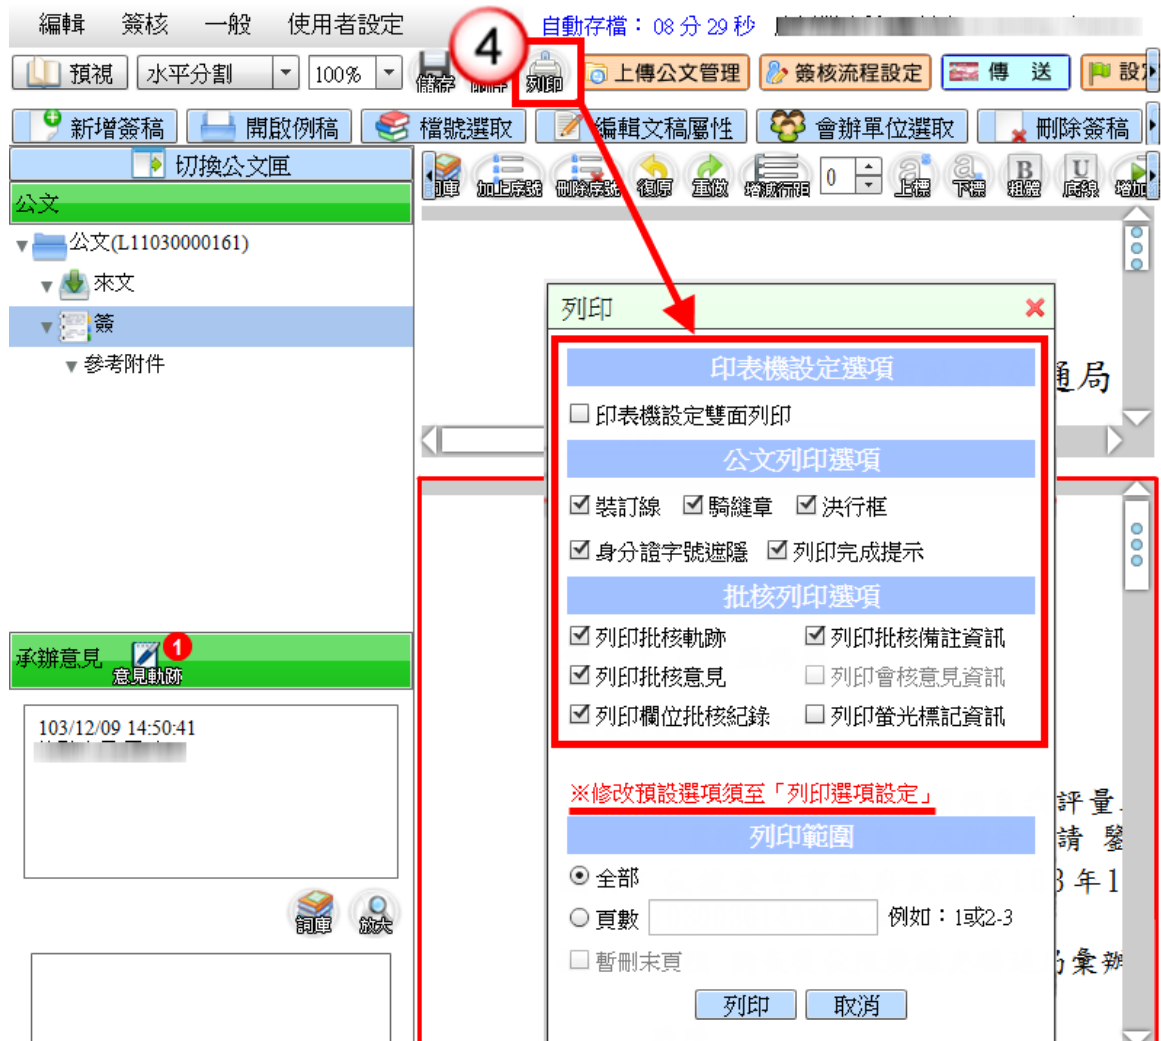 編輯 簽核 一般 使用者設定 自動存檔：08 分 29 秒
4
預視 水平分割 100% 儲存 列印 上傳公文管理 簽核流程設定 傳 送
新增簽稿 開啟例稿 檔號選取 編輯文稿屬性 會辦單位選取 刪除簽稿
切換公文匣
加上序號 刪除序號 復原 重做 增減行距 0 上標 下標 B 粗體 U 底線 增加
公文
公文(L11030000161)
來文
簽
參考附件
列印
印表機設定選項
通局
印表機設定雙面列印
公文列印選項
裝訂線 騎縫章 決行框
身分證字號遮隱 列印完成提示
批核列印選項
列印批核軌跡 列印批核備註資訊
列印批核意見 列印會核意見資訊
列印欄位批核紀錄 列印螢光標記資訊
承辦意見 意見軌跡 1
103/12/09 14:50:41
※修改預設選項須至「列印選項設定」
評量
列印範圍
請 鑒
全部
3 年1
頁數 例如：1或2-3
詞庫 放大
暫刪末頁
彙辦
列印 取消